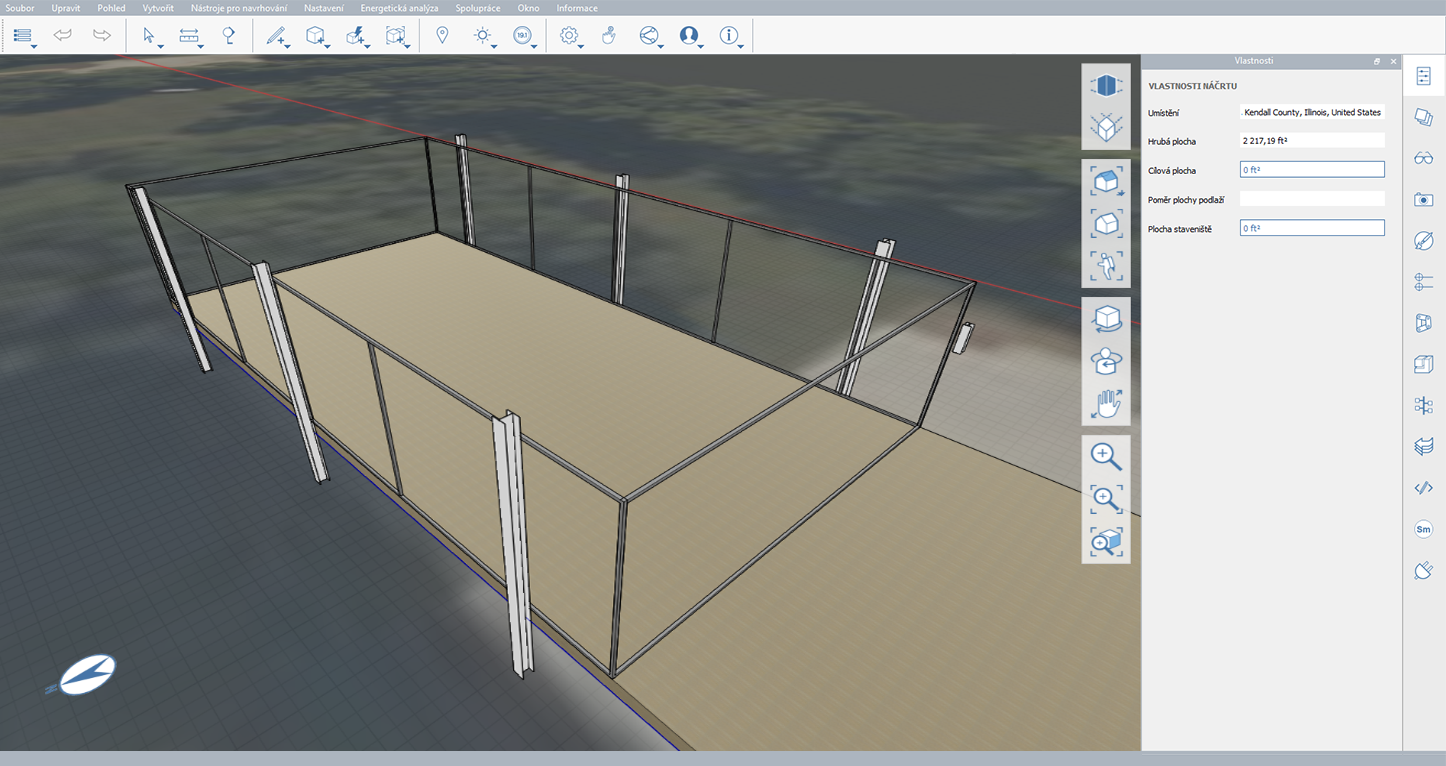 Soubor Upravit Pohled Vytvořit Nástroje pro navrhování Nastavení Energetická analýza Spolupráce Okno Informace
19.1
Vlastnosti
VLASTNOSTI NÁČRTU
Umístění . Kendall County, Illinois, United States
Hrubá plocha 2 217,19 ft²
Cílová plocha 0 ft²
Poměr plochy podlaží
Plocha staveniště 0 ft²
Sm